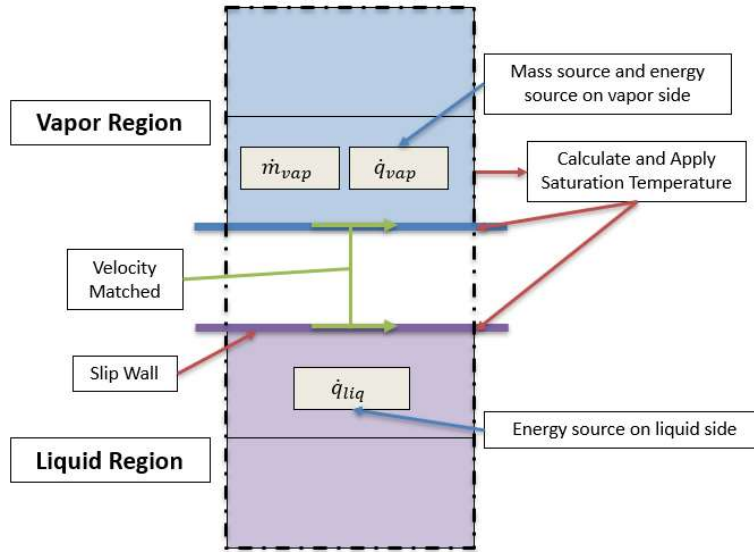 Mass source and energy
source on vapor side
Vapor Region
ṁ_vap
q̇_vap
Calculate and Apply
Saturation Temperature
Velocity
Matched
Slip Wall
q̇_liq
Energy source on liquid side
Liquid Region